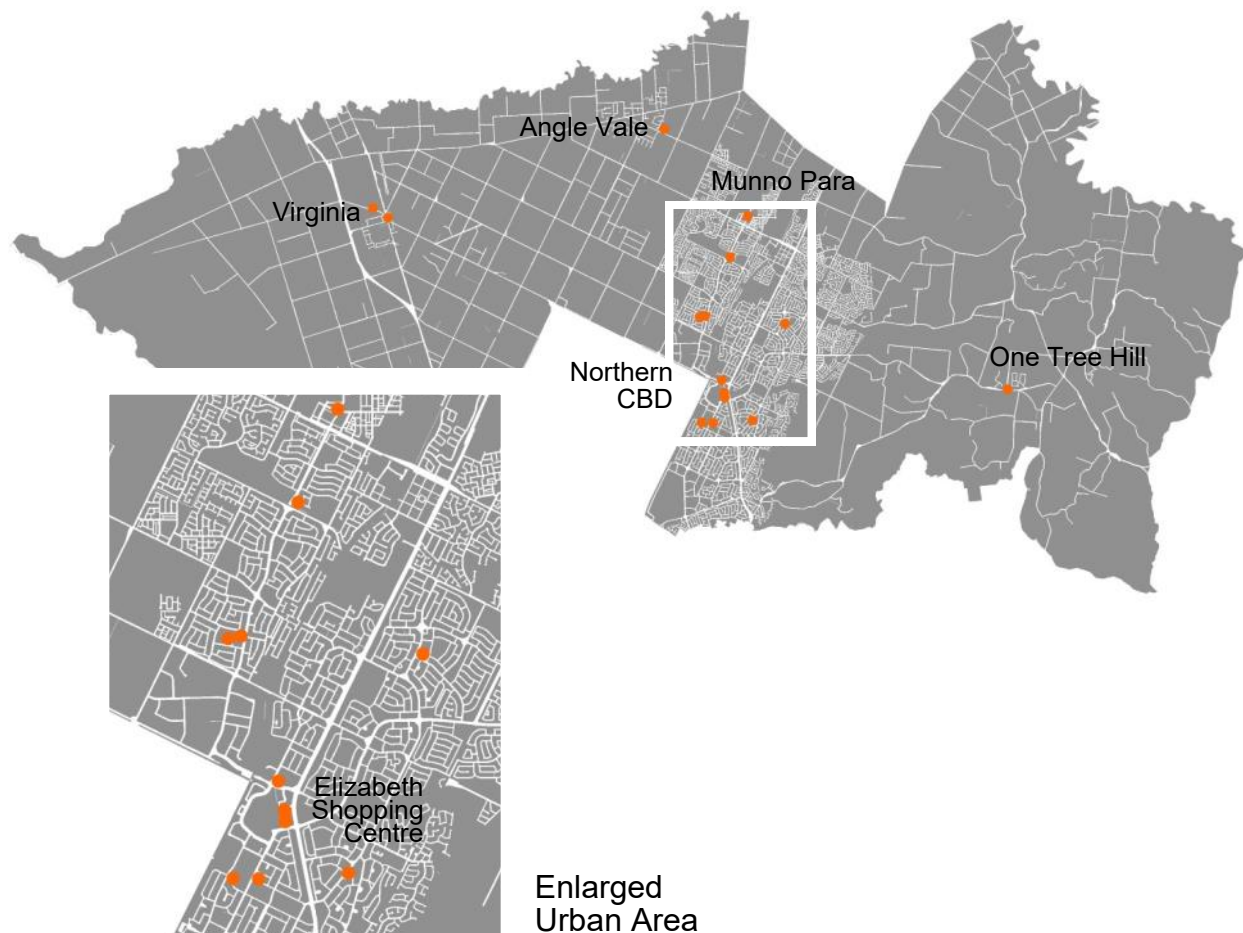 Angle Vale
Munno Para
Virginia
One Tree Hill
Northern
CBD
Elizabeth
Shopping
Centre
Enlarged
Urban Area